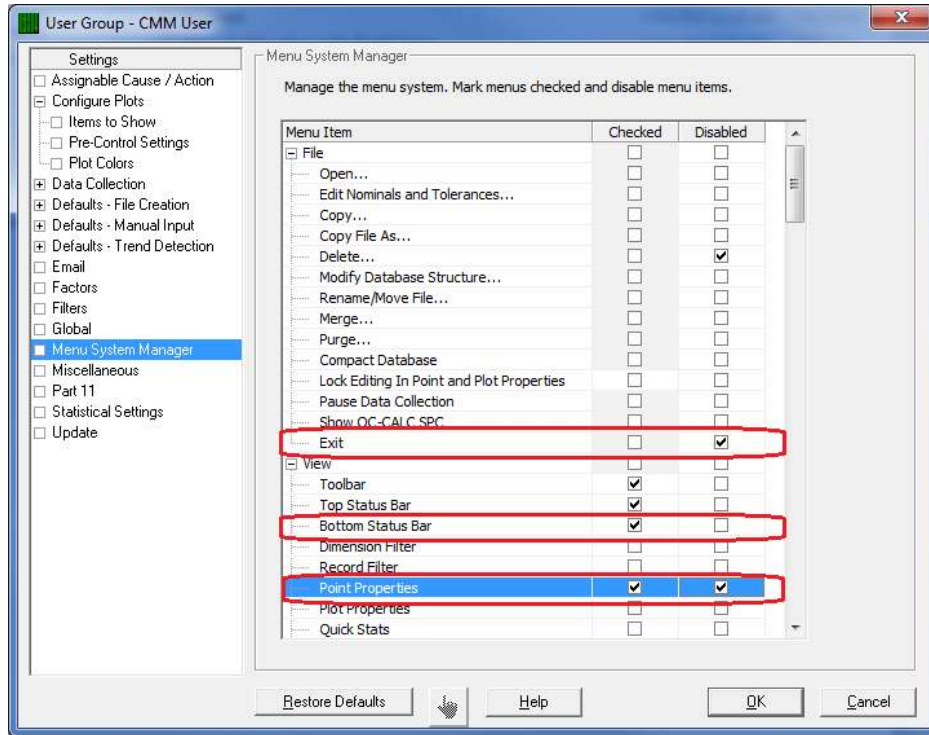 User Group - CMM User
Settings
Assignable Cause / Action
Configure Plots
Items to Show
Pre-Control Settings
Plot Colors
Data Collection
Defaults - File Creation
Defaults - Manual Input
Defaults - Trend Detection
Email
Factors
Filters
Global
Menu System Manager
Miscellaneous
Part 11
Statistical Settings
Update
Menu System Manager
Manage the menu system. Mark menus checked and disable menu items.
Menu Item Checked Disabled
File
Open...
Edit Nominals and Tolerances...
Copy...
Copy File As...
Delete...
Modify Database Structure...
Rename/Move File...
Merge...
Purge...
Compact Database
Lock Editing In Point and Plot Properties
Pause Data Collection
Show QC-CALC SPC
Exit
View
Toolbar
Top Status Bar
Bottom Status Bar
Dimension Filter
Record Filter
Point Properties
Plot Properties
Quick Stats
Restore Defaults Help OK Cancel